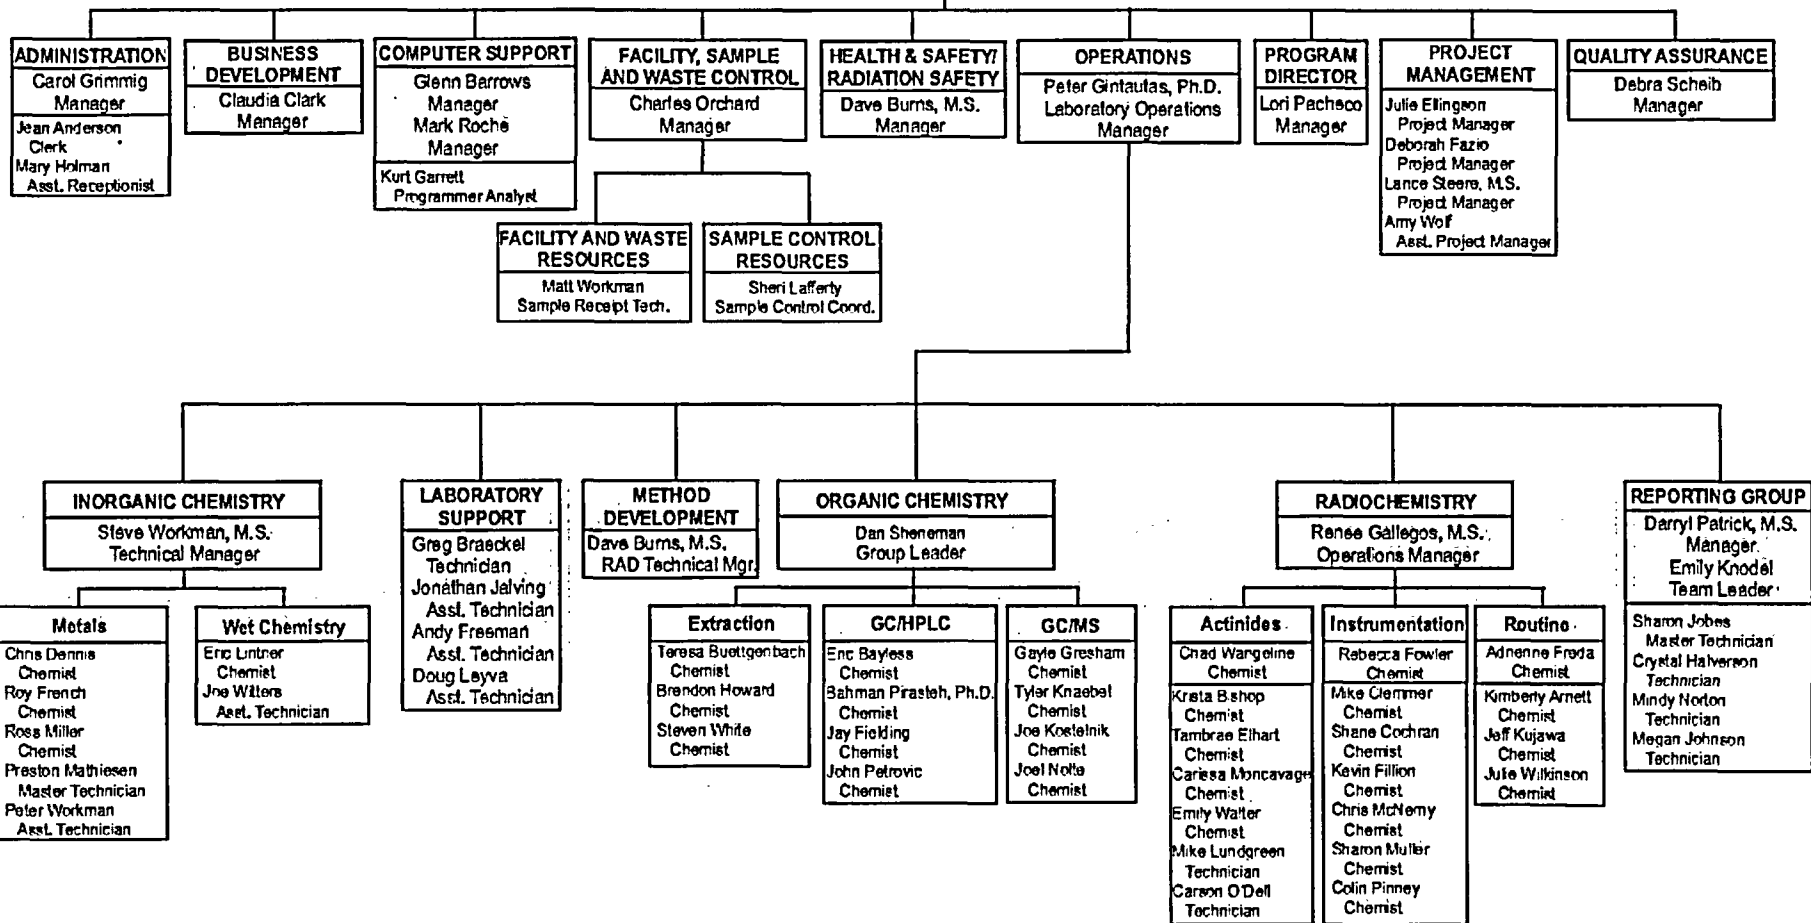 ADMINISTRATION
Carol Grimmig
Manager
Jean Anderson
Clerk
Mary Holman
Asst. Receptionist
BUSINESS
DEVELOPMENT
Claudia Clark
Manager
COMPUTER SUPPORT
Glenn Barrows
Manager
Mark Roche
Manager
Kurt Garrett
Programmer Analyst
FACILITY, SAMPLE
AND WASTE CONTROL
Charles Orchard
Manager
HEALTH & SAFETY/
RADIATION SAFETY
Dave Burns, M.S.
Manager
OPERATIONS
Peter Gintautas, Ph.D.
Laboratory Operations
Manager
PROGRAM
DIRECTOR
Lori Pacheco
Manager
PROJECT
MANAGEMENT
Julie Ellingson
Project Manager
Deborah Fazio
Project Manager
Lance Steere, M.S.
Project Manager
Amy Wolf
Asst. Project Manager
QUALITY ASSURANCE
Debra Scheib
Manager
FACILITY AND WASTE
RESOURCES
Matt Workman
Sample Receipt Tech.
SAMPLE CONTROL
RESOURCES
Sheri Lafferty
Sample Control Coord.
INORGANIC CHEMISTRY
Steve Workman, M.S.
Technical Manager
Metals
Chris Dennis
Chemist
Roy French
Chemist
Ross Miller
Chemist
Preston Mathiesen
Master Technician
Peter Workman
Asst. Technician
Wet Chemistry
Eric Lintner
Chemist
Joe Willers
Asst. Technician
LABORATORY
SUPPORT
Greg Braeckel
Technician
Jonathan Jalving
Asst. Technician
Andy Freeman
Asst. Technician
Doug Leyva
Asst. Technician
METHOD
DEVELOPMENT
Dave Burns, M.S.
RAD Technical Mgr.
ORGANIC CHEMISTRY
Dan Sheneman
Group Leader
Extraction
Teresa Buettgenbach
Chemist
Brendon Howard
Chemist
Steven White
Chemist
GC/HPLC
Eric Bayless
Chemist
Bahman Pirasteh, Ph.D.
Chemist
Jay Fielding
Chemist
John Petrovic
Chemist
GC/MS
Gayle Gresham
Chemist
Tyler Knaebel
Chemist
Joe Kostelnik
Chemist
Joel Nolte
Chemist
RADIOCHEMISTRY
Renee Gallegos, M.S.
Operations Manager
Actinides
Chad Wangeline
Chemist
Krista Bishop
Chemist
Tambrae Elhart
Chemist
Carissa Moncavage
Chemist
Emily Walter
Chemist
Mike Lundgreen
Technician
Carson O'Dell
Technician
Instrumentation
Rebecca Fowler
Chemist
Mike Clemmer
Chemist
Shane Cochran
Chemist
Kevin Fillion
Chemist
Chris McNerny
Chemist
Sharon Muller
Chemist
Colin Pinney
Chemist
Routine
Adrienne Freda
Chemist
Kimberly Arnett
Chemist
Jeff Kujawa
Chemist
Julie Wilkinson
Chemist
REPORTING GROUP
Darryl Patrick, M.S.
Manager
Emily Knodel
Team Leader
Sharon Jobes
Master Technician
Crystal Halverson
Technician
Mindy Norton
Technician
Megan Johnson
Technician